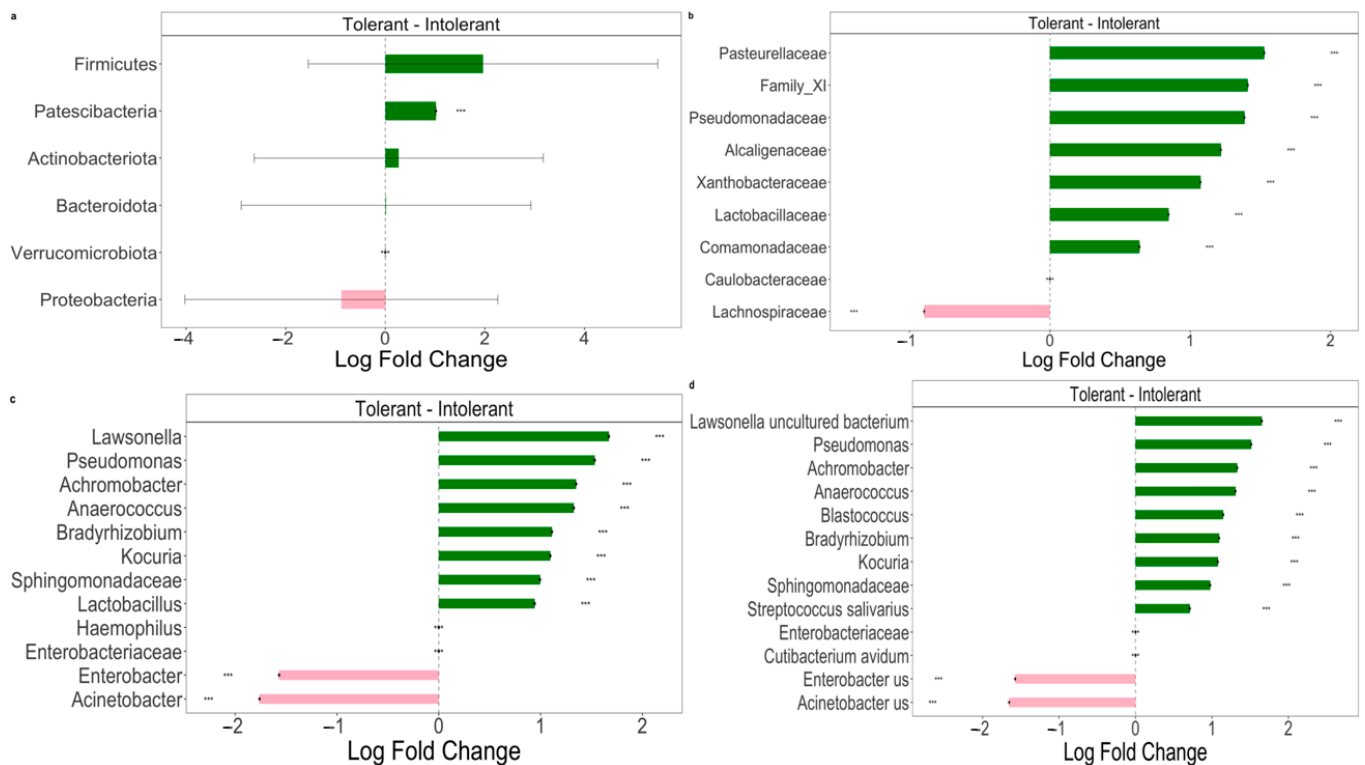 a
Tolerant - Intolerant
Firmicutes
Patescibacteria
***
Actinobacteriota
Bacteroidota
Verrucomicrobiota
Proteobacteria
−4
−2
0
2
4
Log Fold Change
b
Tolerant - Intolerant
Pasteurellaceae
***
Family_XI
***
Pseudomonadaceae
***
Alcaligenaceae
***
Xanthobacteraceae
***
Lactobacillaceae
***
Comamonadaceae
***
Caulobacteraceae
Lachnospiraceae
***
−1
0
1
2
Log Fold Change
c
Tolerant - Intolerant
Lawsonella
***
Pseudomonas
***
Achromobacter
***
Anaerococcus
***
Bradyrhizobium
***
Kocuria
***
Sphingomonadaceae
***
Lactobacillus
***
Haemophilus
Enterobacteriaceae
Enterobacter
***
Acinetobacter
***
−2
−1
0
1
2
Log Fold Change
d
Tolerant - Intolerant
Lawsonella uncultured bacterium
***
Pseudomonas
***
Achromobacter
***
Anaerococcus
***
Blastococcus
***
Bradyrhizobium
***
Kocuria
***
Sphingomonadaceae
***
Streptococcus salivarius
***
Enterobacteriaceae
Cutibacterium avidum
Enterobacter us
***
Acinetobacter us
***
−2
−1
0
1
2
Log Fold Change